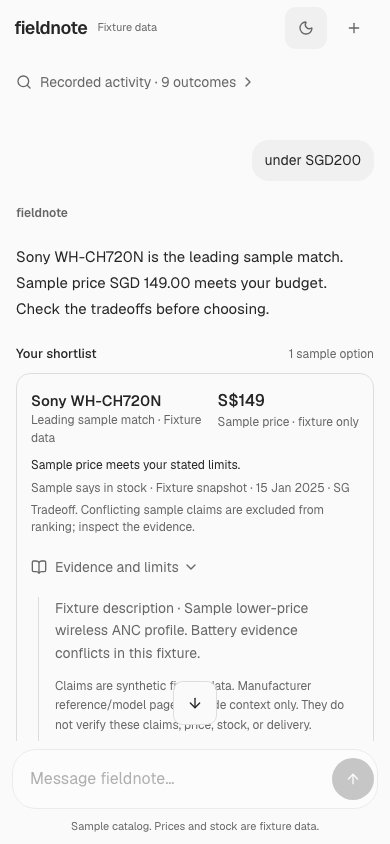 fieldnote Fixture data
Recorded activity · 9 outcomes
under SGD200
fieldnote
Sony WH-CH720N is the leading sample match.
Sample price SGD 149.00 meets your budget.
Check the tradeoffs before choosing.
Your shortlist 1 sample option
Sony WH-CH720N S$149
Leading sample match · Fixture data Sample price · fixture only
Sample price meets your stated limits.
Sample says in stock · Fixture snapshot · 15 Jan 2025 · SG
Tradeoff. Conflicting sample claims are excluded from
ranking; inspect the evidence.
Evidence and limits
Fixture description · Sample lower-price
wireless ANC profile. Battery evidence
conflicts in this fixture.
Claims are synthetic data. Manufacturer
reference/model context only. They do
not verify these claims, price, stock, or delivery.
Message fieldnote…
Sample catalog. Prices and stock are fixture data.